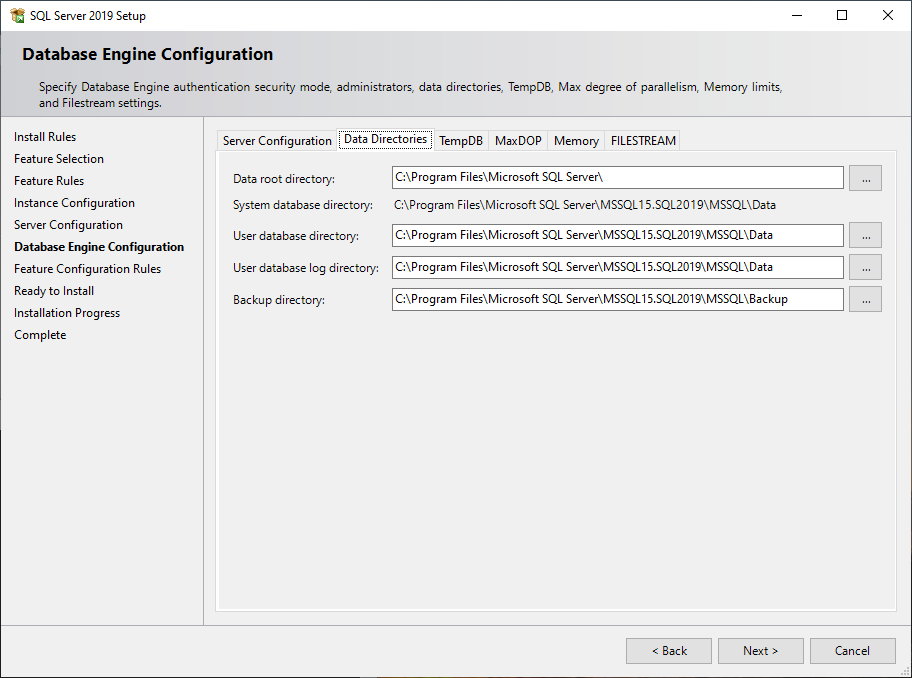 SQL Server 2019 Setup
Database Engine Configuration
Specify Database Engine authentication security mode, administrators, data directories, TempDB, Max degree of parallelism, Memory limits,
and Filestream settings.
Install Rules
Feature Selection
Feature Rules
Instance Configuration
Server Configuration
Database Engine Configuration
Feature Configuration Rules
Ready to Install
Installation Progress
Complete
Server Configuration Data Directories TempDB MaxDOP Memory FILESTREAM
Data root directory: C:\Program Files\Microsoft SQL Server\ ...
System database directory: C:\Program Files\Microsoft SQL Server\MSSQL15.SQL2019\MSSQL\Data
User database directory: C:\Program Files\Microsoft SQL Server\MSSQL15.SQL2019\MSSQL\Data ...
User database log directory: C:\Program Files\Microsoft SQL Server\MSSQL15.SQL2019\MSSQL\Data ...
Backup directory: C:\Program Files\Microsoft SQL Server\MSSQL15.SQL2019\MSSQL\Backup ...
< Back Next > Cancel